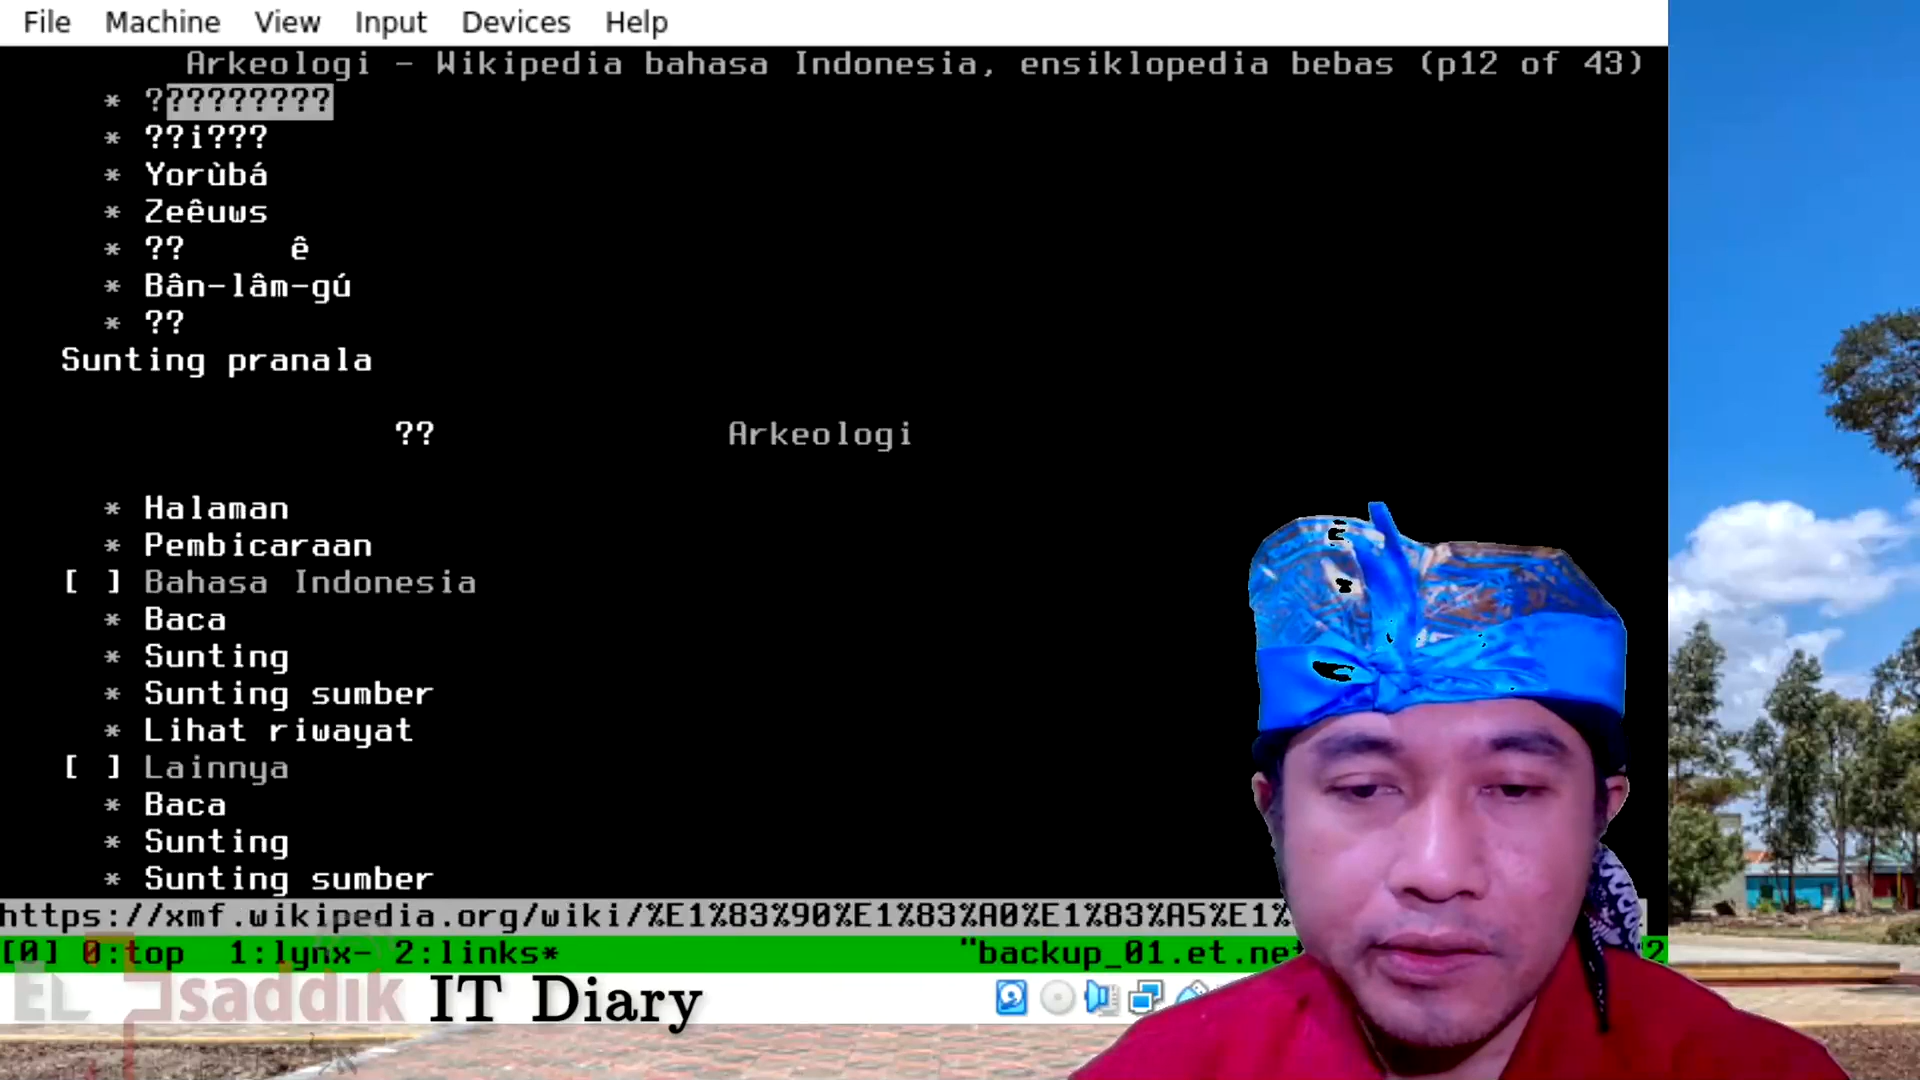 File Machine View Input Devices Help
Arkeologi - Wikipedia bahasa Indonesia, ensiklopedia bebas (p12 of 43)
* ?????????
* ??i???
* Yorùbá
* Zeêuws
* ?? ê
* Bân-lâm-gú
* ??
Sunting pranala
?? Arkeologi
* Halaman
* Pembicaraan
[ ] Bahasa Indonesia
* Baca
* Sunting
* Sunting sumber
* Lihat riwayat
[ ] Lainnya
* Baca
* Sunting
* Sunting sumber
https://xmf.wikipedia.org/wiki/%E1%83%90%E1%83%A0%E1%83%A5%E1%
[0] 0:top 1:lynx- 2:links* "backup_01.et.ne 2
EL saddik IT Diary